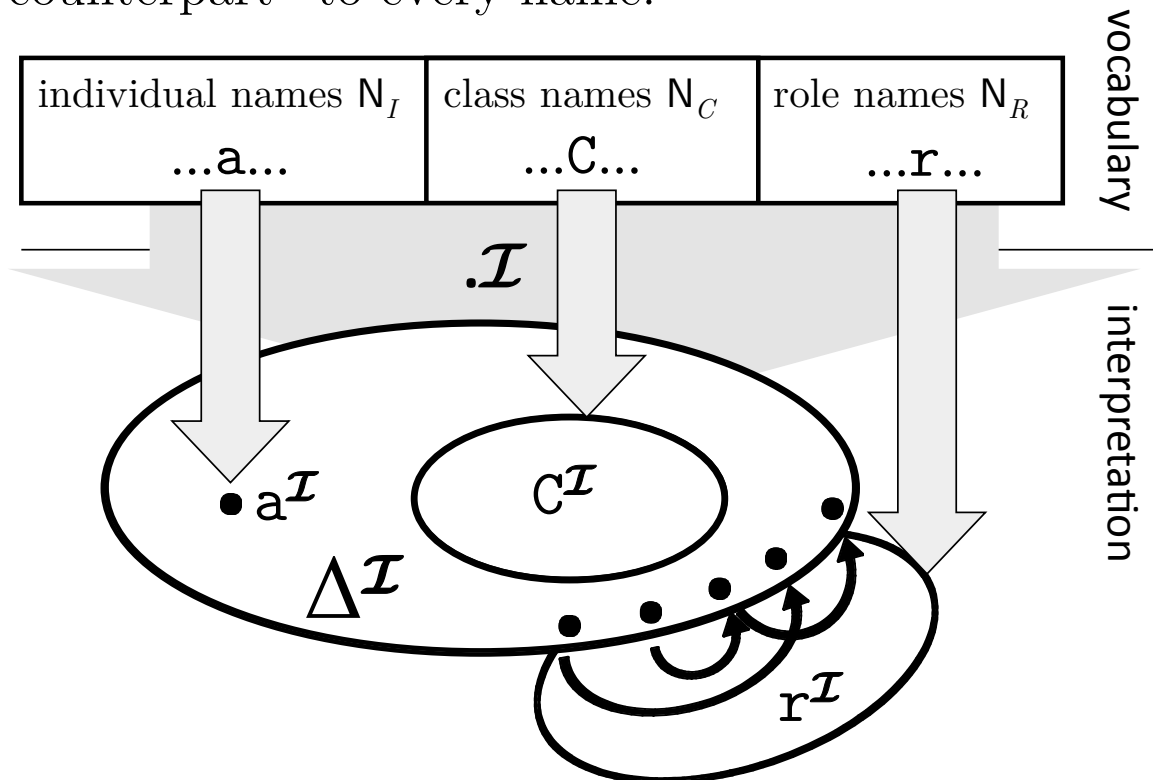 counterpart" to every name.
individual names N_I class names N_C role names N_R
...a... ...C... ...r...
vocabulary
.ℐ
interpretation
a^ℐ
C^ℐ
Δ^ℐ
r^ℐ